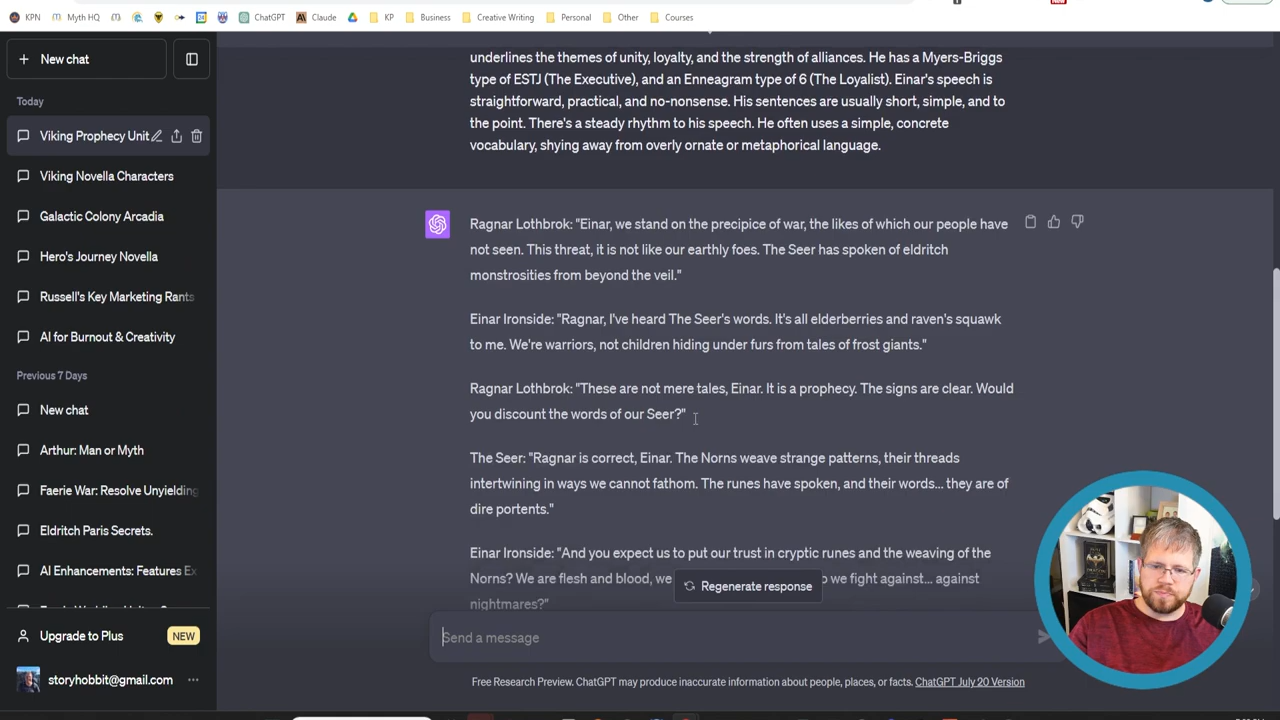 KPN
Myth HQ
ChatGPT
Claude
KP
Business
Creative Writing
Personal
Other
Courses
New chat
Today
Viking Prophecy Unit
Viking Novella Characters
Galactic Colony Arcadia
Hero's Journey Novella
Russell's Key Marketing Rants
AI for Burnout & Creativity
Previous 7 Days
New chat
Arthur: Man or Myth
Faerie War: Resolve Unyielding
Eldritch Paris Secrets.
AI Enhancements: Features Ex
Upgrade to Plus
NEW
storyhobbit@gmail.com
underlines the themes of unity, loyalty, and the strength of alliances. He has a Myers-Briggs
type of ESTJ (The Executive), and an Enneagram type of 6 (The Loyalist). Einar's speech is
straightforward, practical, and no-nonsense. His sentences are usually short, simple, and to
the point. There's a steady rhythm to his speech. He often uses a simple, concrete
vocabulary, shying away from overly ornate or metaphorical language.
Ragnar Lothbrok: "Einar, we stand on the precipice of war, the likes of which our people have
not seen. This threat, it is not like our earthly foes. The Seer has spoken of eldritch
monstrosities from beyond the veil."
Einar Ironside: "Ragnar, I've heard The Seer's words. It's all elderberries and raven's squawk
to me. We're warriors, not children hiding under furs from tales of frost giants."
Ragnar Lothbrok: "These are not mere tales, Einar. It is a prophecy. The signs are clear. Would
you discount the words of our Seer?"
The Seer: "Ragnar is correct, Einar. The Norns weave strange patterns, their threads
intertwining in ways we cannot fathom. The runes have spoken, and their words... they are of
dire portents."
Einar Ironside: "And you expect us to put our trust in cryptic runes and the weaving of the
Norns? We are flesh and blood, we
Regenerate response
o we fight against... against
nightmares?"
Send a message
Free Research Preview. ChatGPT may produce inaccurate information about people, places, or facts. ChatGPT July 20 Version